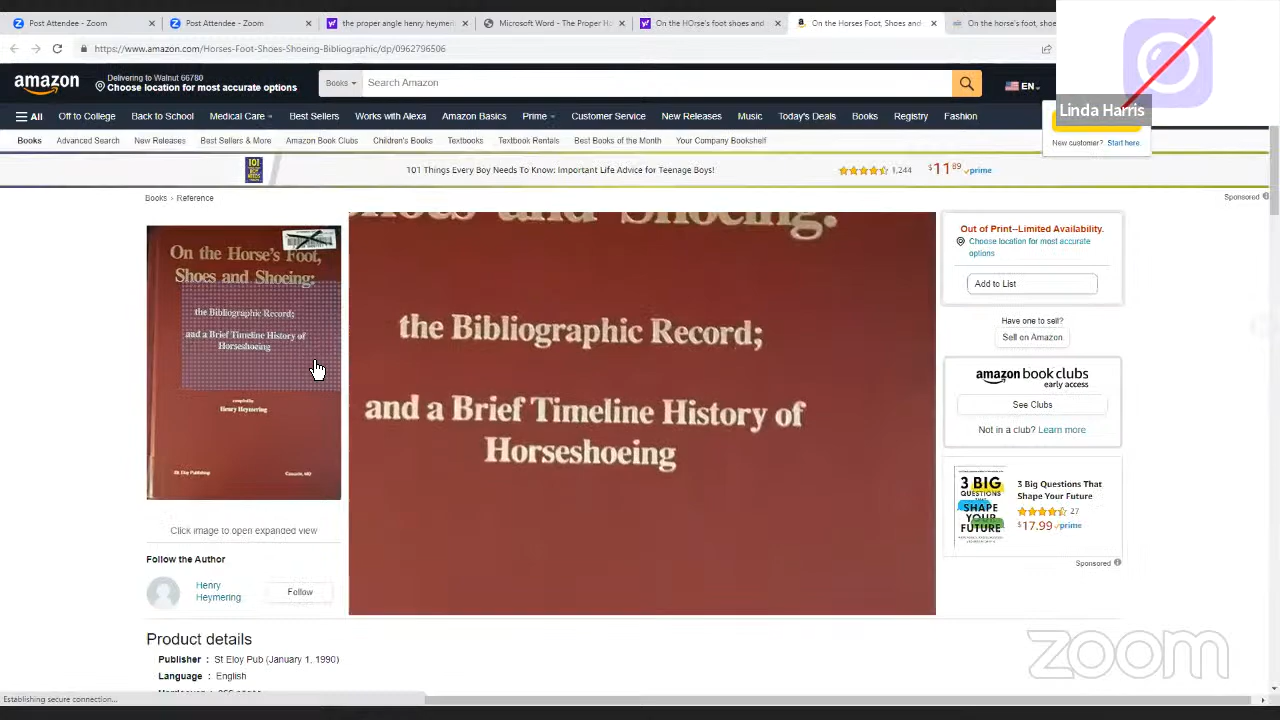 Post Attendee - Zoom
Post Attendee - Zoom
the proper angle henry heymeri
Microsoft Word - The Proper H
On the HOrse's foot shoes and
On the Horses Foot, Shoes and
On the horse's foot, shoe
https://www.amazon.com/Horses-Foot-Shoes-Shoeing-Bibliographic/dp/0962796506
Linda Harris
amazon
Delivering to Walnut 66780
Choose location for most accurate options
Books
Search Amazon
EN
New customer? Start here
All
Off to College
Back to School
Medical Care
Best Sellers
Works with Alexa
Amazon Basics
Prime
Customer Service
New Releases
Music
Today's Deals
Books
Registry
Fashion
Books
Advanced Search
New Releases
Best Sellers & More
Amazon Book Clubs
Children's Books
Textbooks
Textbook Rentals
Best Books of the Month
Your Company Bookshelf
101 Things Every Boy Needs To Know: Important Life Advice for Teenage Boys!
1,244
$11 89
prime
Books › Reference
Sponsored
On the Horse's Foot,
Shoes and Shoeing:
the Bibliographic Record;
and a Brief Timeline History of
Horseshoeing
compiled by
Henry Heymering
St Eloy Publishing
Cascade, MD
Shoes and Shoeing:
the Bibliographic Record;
and a Brief Timeline History of
Horseshoeing
Out of Print--Limited Availability.
Choose location for most accurate
options
Add to List
Have one to sell?
Sell on Amazon
amazon book clubs
early access
See Clubs
Not in a club? Learn more
3 BIG
QUESTIONS
THAT
SHAPE
YOUR
FUTURE
3 Big Questions That
Shape Your Future
27
$17.99 prime
Sponsored
Click image to open expanded view
Follow the Author
Henry
Heymering
Follow
Product details
Publisher : St Eloy Pub (January 1, 1990)
Language : English
Establishing secure connection...
zoom